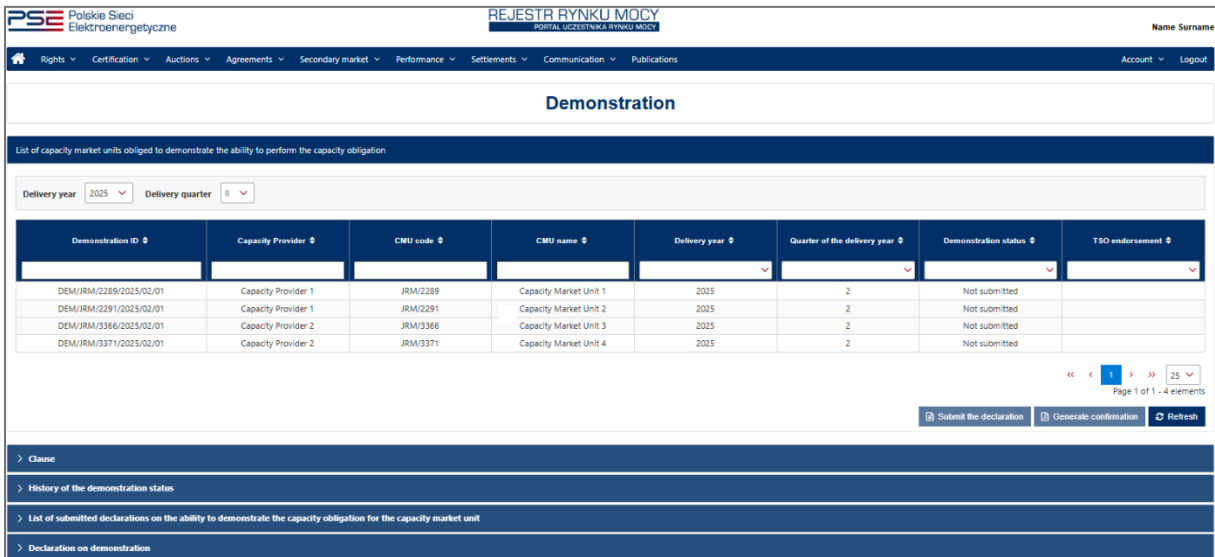 PSE Polskie Sieci Elektroenergetyczne
REJESTR RYNKU MOCY
PORTAL UCZESTNIKA RYNKU MOCY
Name Surname
Rights Certification Auctions Agreements Secondary market Performance Settlements Communication Publications Account Logout
Demonstration
List of capacity market units obliged to demonstrate the ability to perform the capacity obligation
Delivery year 2025 Delivery quarter II
Demonstration ID Capacity Provider CMU code CMU name Delivery year Quarter of the delivery year Demonstration status TSO endorsement
DEM/JRM/2289/2025/02/01 Capacity Provider 1 JRM/2289 Capacity Market Unit 1 2025 2 Not submitted
DEM/JRM/2291/2025/02/01 Capacity Provider 1 JRM/2291 Capacity Market Unit 2 2025 2 Not submitted
DEM/JRM/3366/2025/02/01 Capacity Provider 2 JRM/3366 Capacity Market Unit 3 2025 2 Not submitted
DEM/JRM/3371/2025/02/01 Capacity Provider 2 JRM/3371 Capacity Market Unit 4 2025 2 Not submitted
« ‹ 1 › » 25
Page 1 of 1 - 4 elements
Submit the declaration Generate confirmation Refresh
> Clause
> History of the demonstration status
> List of submitted declarations on the ability to demonstrate the capacity obligation for the capacity market unit
> Declaration on demonstration